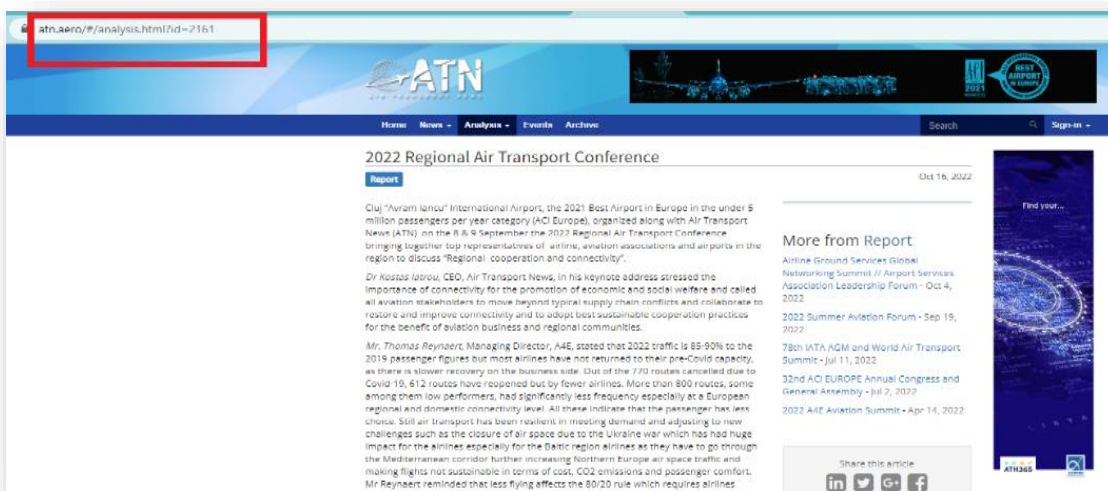 atn.aero/#/analysis.html?id=2161
ATN
AIR TRANSPORT NEWS
ACI
2021
BEST
AIRPORT
IN EUROPE
Home News Analysis Events Archive
Search
Sign-in
2022 Regional Air Transport Conference
Report
Oct 16, 2022
Cluj "Avram Iancu" International Airport, the 2021 Best Airport in Europe in the under 5
million passengers per year category (ACI Europe), organized along with Air Transport
News (ATN) on the 8 & 9 September the 2022 Regional Air Transport Conference
bringing together top representatives of airline, aviation associations and airports in the
region to discuss "Regional cooperation and connectivity".
Dr Kostas Iatrou, CEO, Air Transport News, in his keynote address stressed the
importance of connectivity for the promotion of economic and social welfare and called
all aviation stakeholders to move beyond typical supply chain conflicts and collaborate to
restore and improve connectivity and to adopt best sustainable cooperation practices
for the benefit of aviation business and regional communities.
Mr. Thomas Reynaert, Managing Director, A4E, stated that 2022 traffic is 85-90% to the
2019 passenger figures but most airlines have not returned to their pre-Covid capacity,
as there is slower recovery on the business side. Out of the 770 routes cancelled due to
Covid-19, 612 routes have reopened but by fewer airlines. More than 800 routes, some
among them low performers, had significantly less frequency especially at a European
regional and domestic connectivity level. All these indicate that the passenger has less
choice. Still air transport has been resilient in meeting demand and adjusting to new
challenges such as the closure of air space due to the Ukraine war which has had huge
impact for the airlines especially for the Baltic region airlines as they have to go through
the Mediterranean corridor further increasing Northern Europe air space traffic and
making flights not sustainable in terms of cost, CO2 emissions and passenger comfort.
Mr Reynaert reminded that less flying affects the 80/20 rule which requires airlines
More from Report
Airline Ground Services Global
Networking Summit // Airport Services
Association Leadership Forum - Oct 4,
2022
2022 Summer Aviation Forum - Sep 19,
2022
78th IATA AGM and World Air Transport
Summit - Jul 11, 2022
32nd ACI EUROPE Annual Congress and
General Assembly - Jul 2, 2022
2022 A4E Aviation Summit - Apr 14, 2022
Share this article
in G+ f
Find your...
ATH365